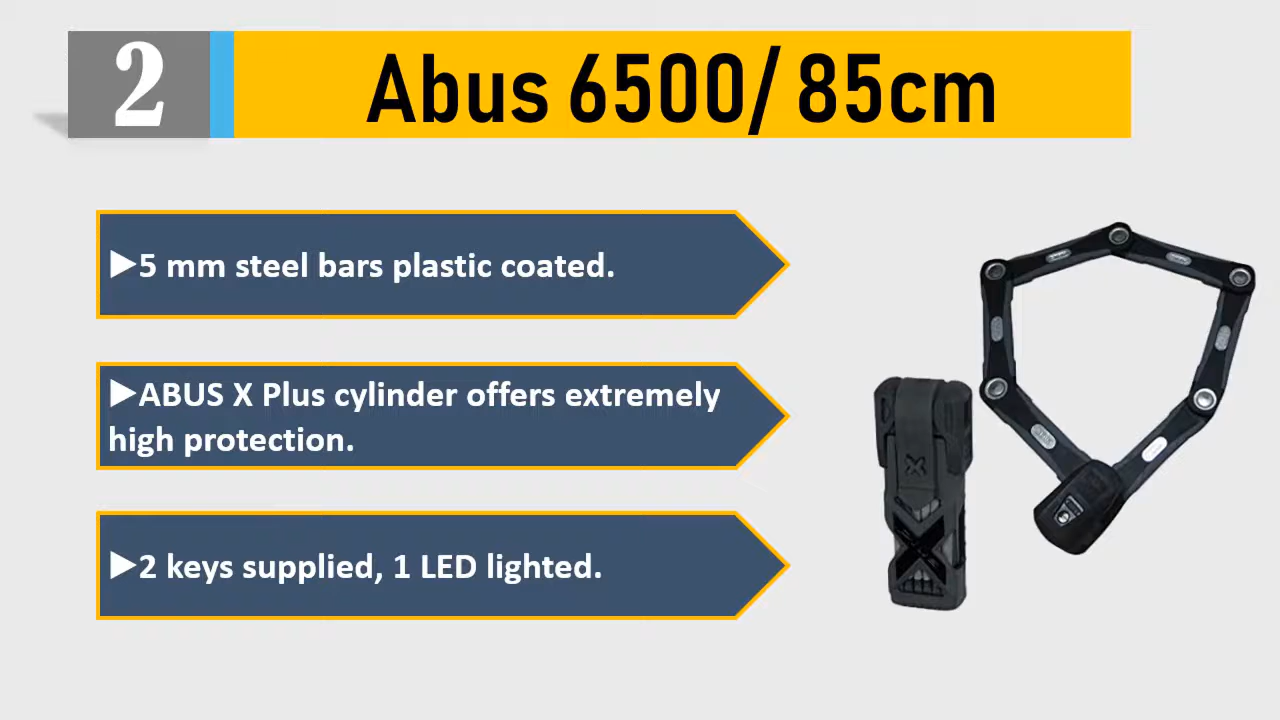 2
Abus 6500/ 85cm
►5 mm steel bars plastic coated.
►ABUS X Plus cylinder offers extremely
high protection.
►2 keys supplied, 1 LED lighted.